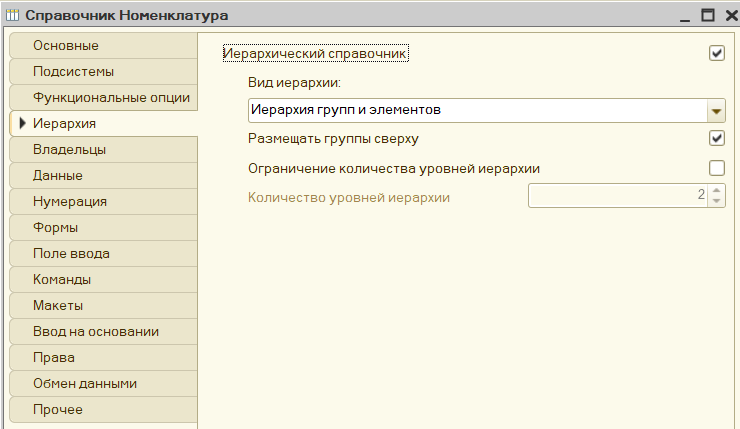 Справочник Номенклатура
Основные
Подсистемы
Функциональные опции
Иерархия
Владельцы
Данные
Нумерация
Формы
Поле ввода
Команды
Макеты
Ввод на основании
Права
Обмен данными
Прочее
Иерархический справочник
Вид иерархии:
Иерархия групп и элементов
Размещать группы сверху
Ограничение количества уровней иерархии
Количество уровней иерархии
2